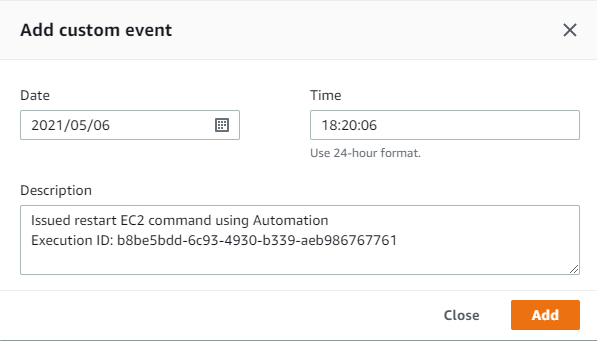 Add custom event
Date
Time
2021/05/06
18:20:06
Use 24-hour format.
Description
Issued restart EC2 command using Automation
Execution ID: b8be5bdd-6c93-4930-b339-aeb986767761
Close
Add